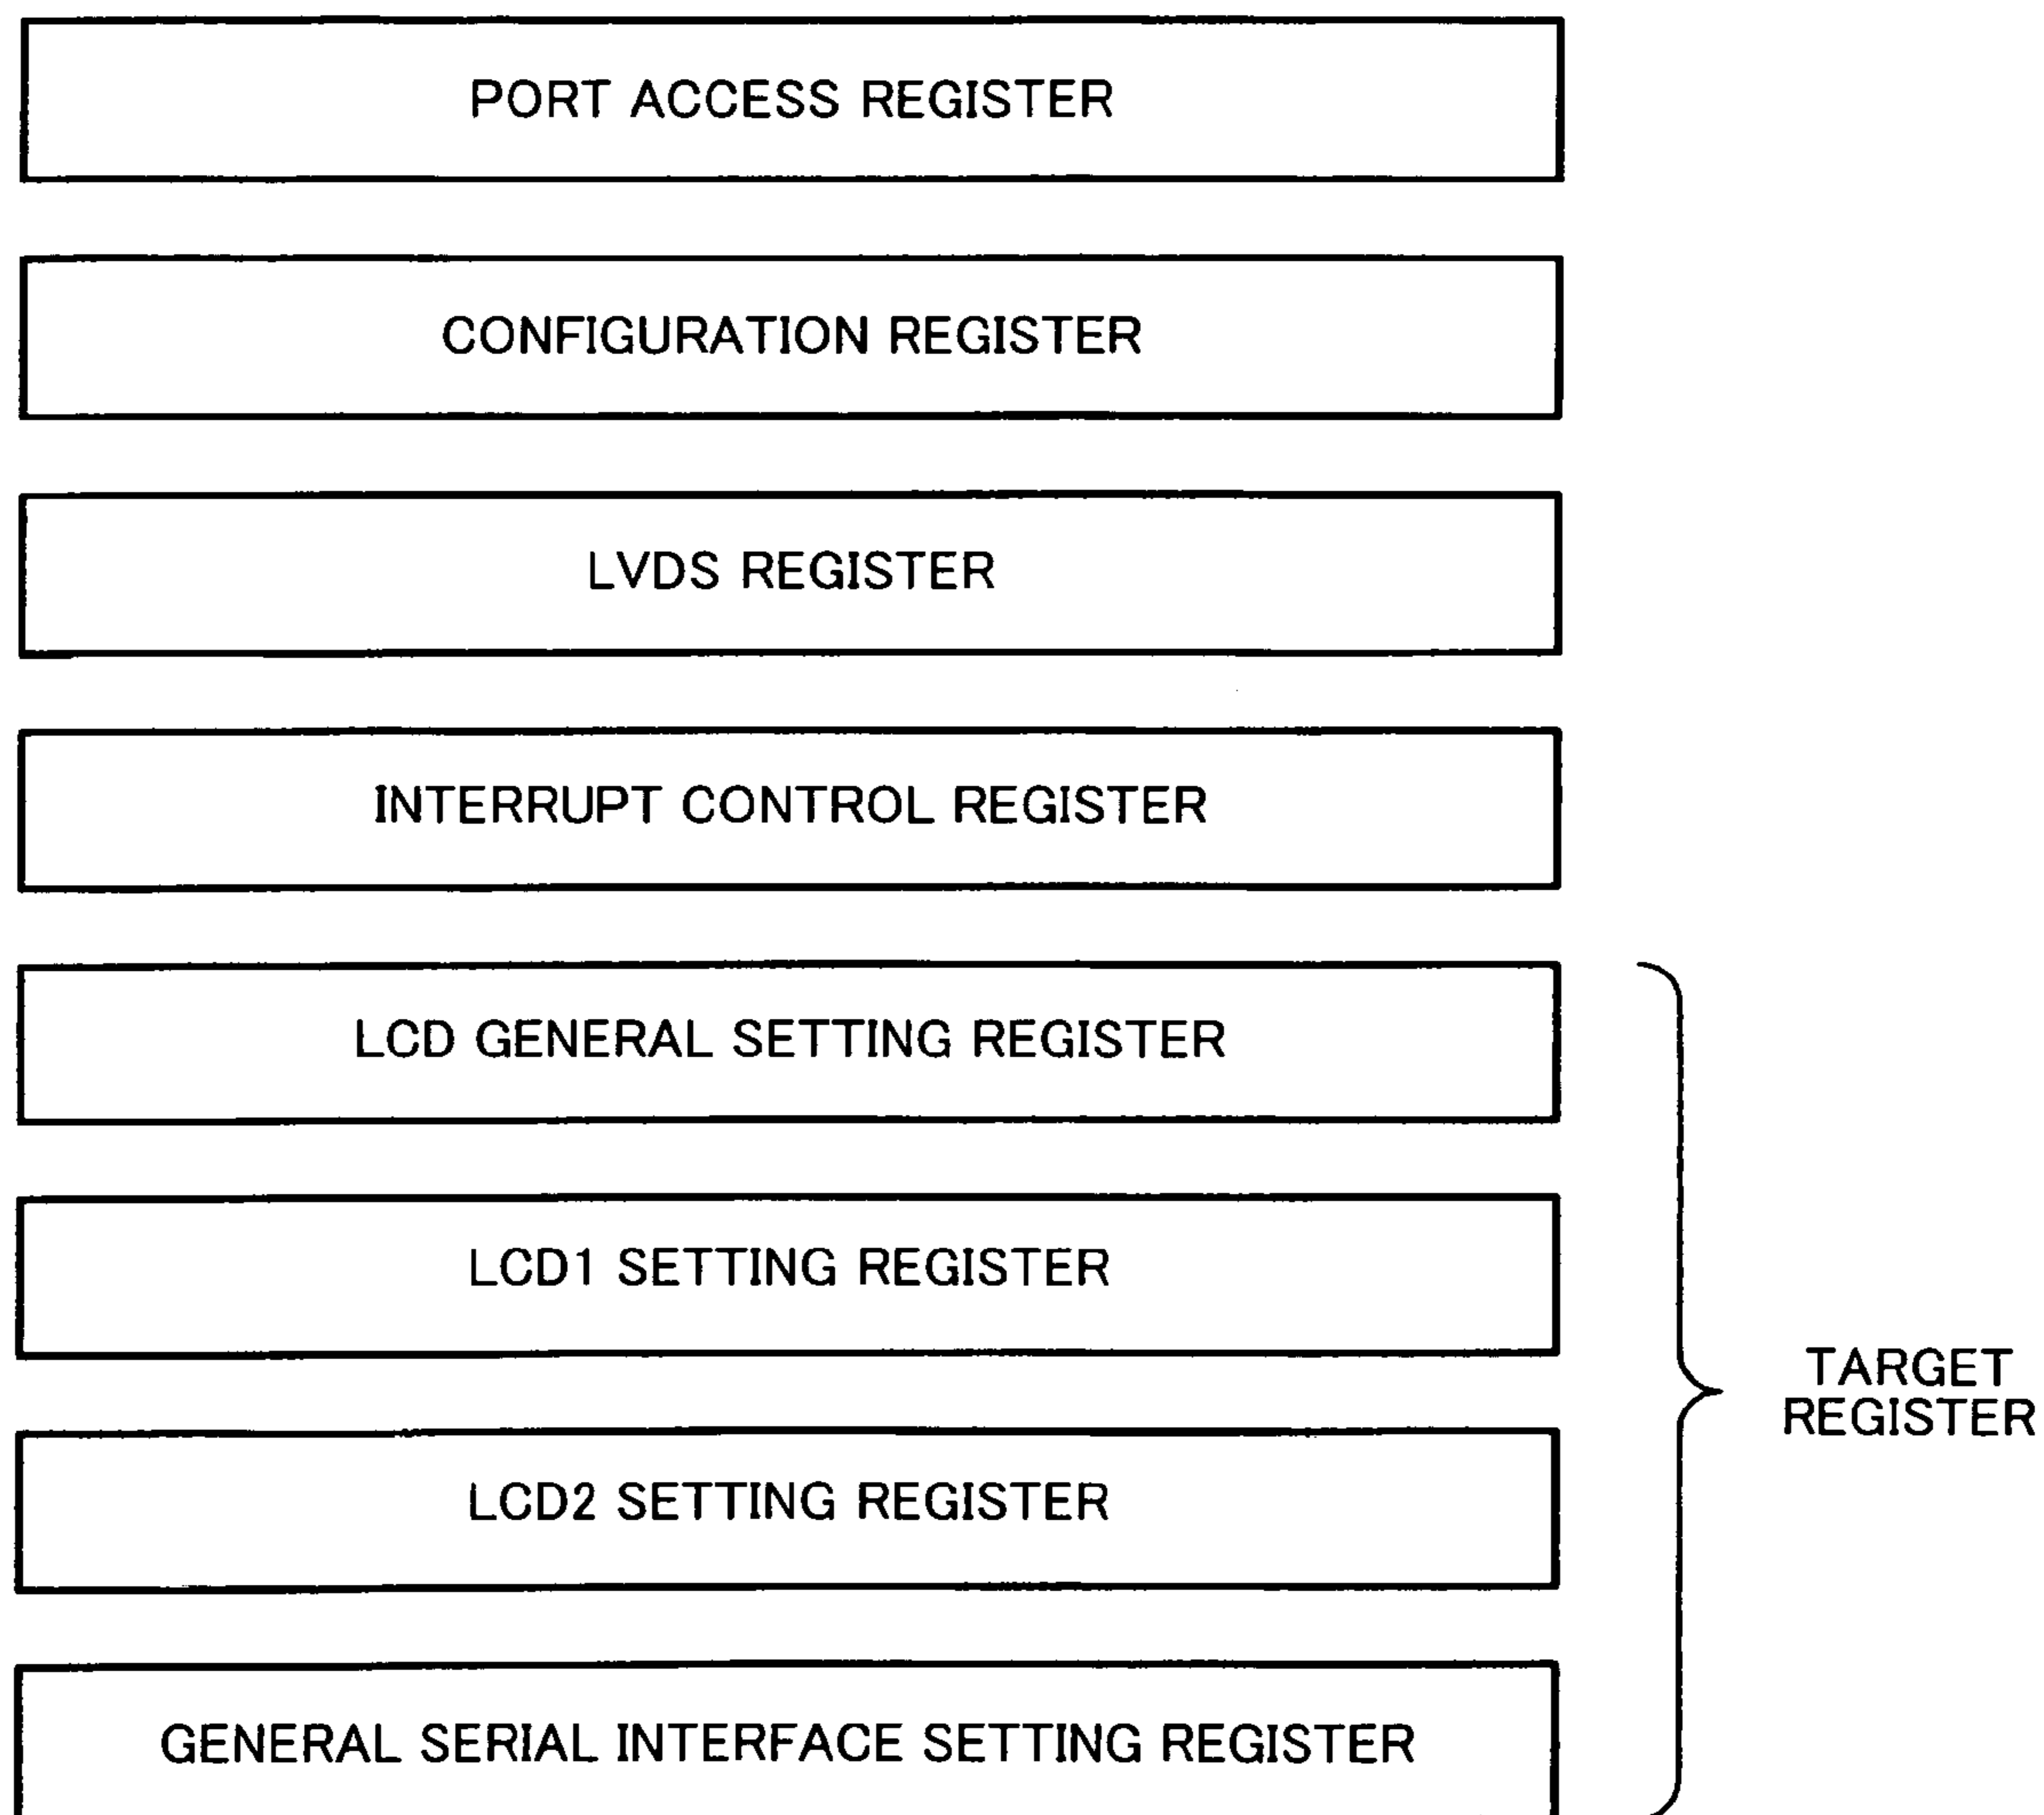 PORT ACCESS REGISTER
CONFIGURATION REGISTER
LVDS REGISTER
INTERRUPT CONTROL REGISTER
LCD GENERAL SETTING REGISTER
LCD1 SETTING REGISTER
LCD2 SETTING REGISTER
GENERAL SERIAL INTERFACE SETTING REGISTER
TARGET
REGISTER